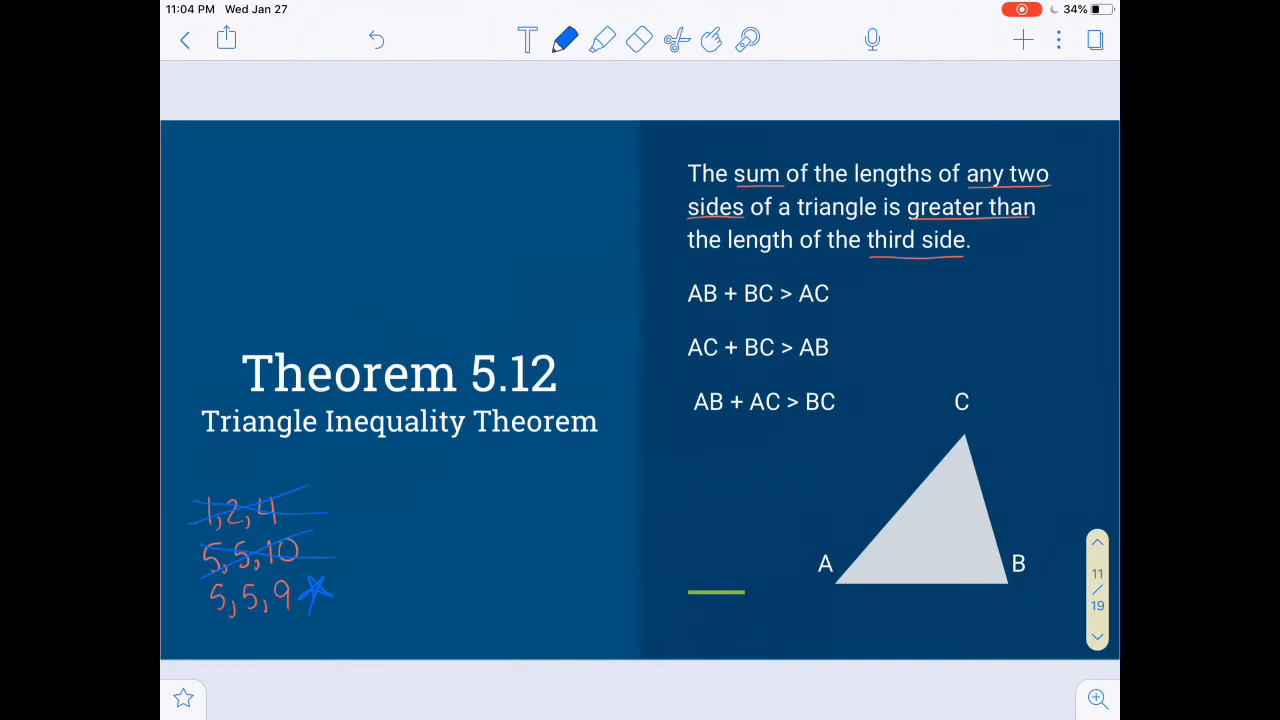 11:04 PM Wed Jan 27
34%
T
The sum of the lengths of any two
sides of a triangle is greater than
the length of the third side.
AB + BC > AC
AC + BC > AB
AB + AC > BC
C
A
B
Theorem 5.12
Triangle Inequality Theorem
1,2,4
5,5,10
5,5,9
11
/
19